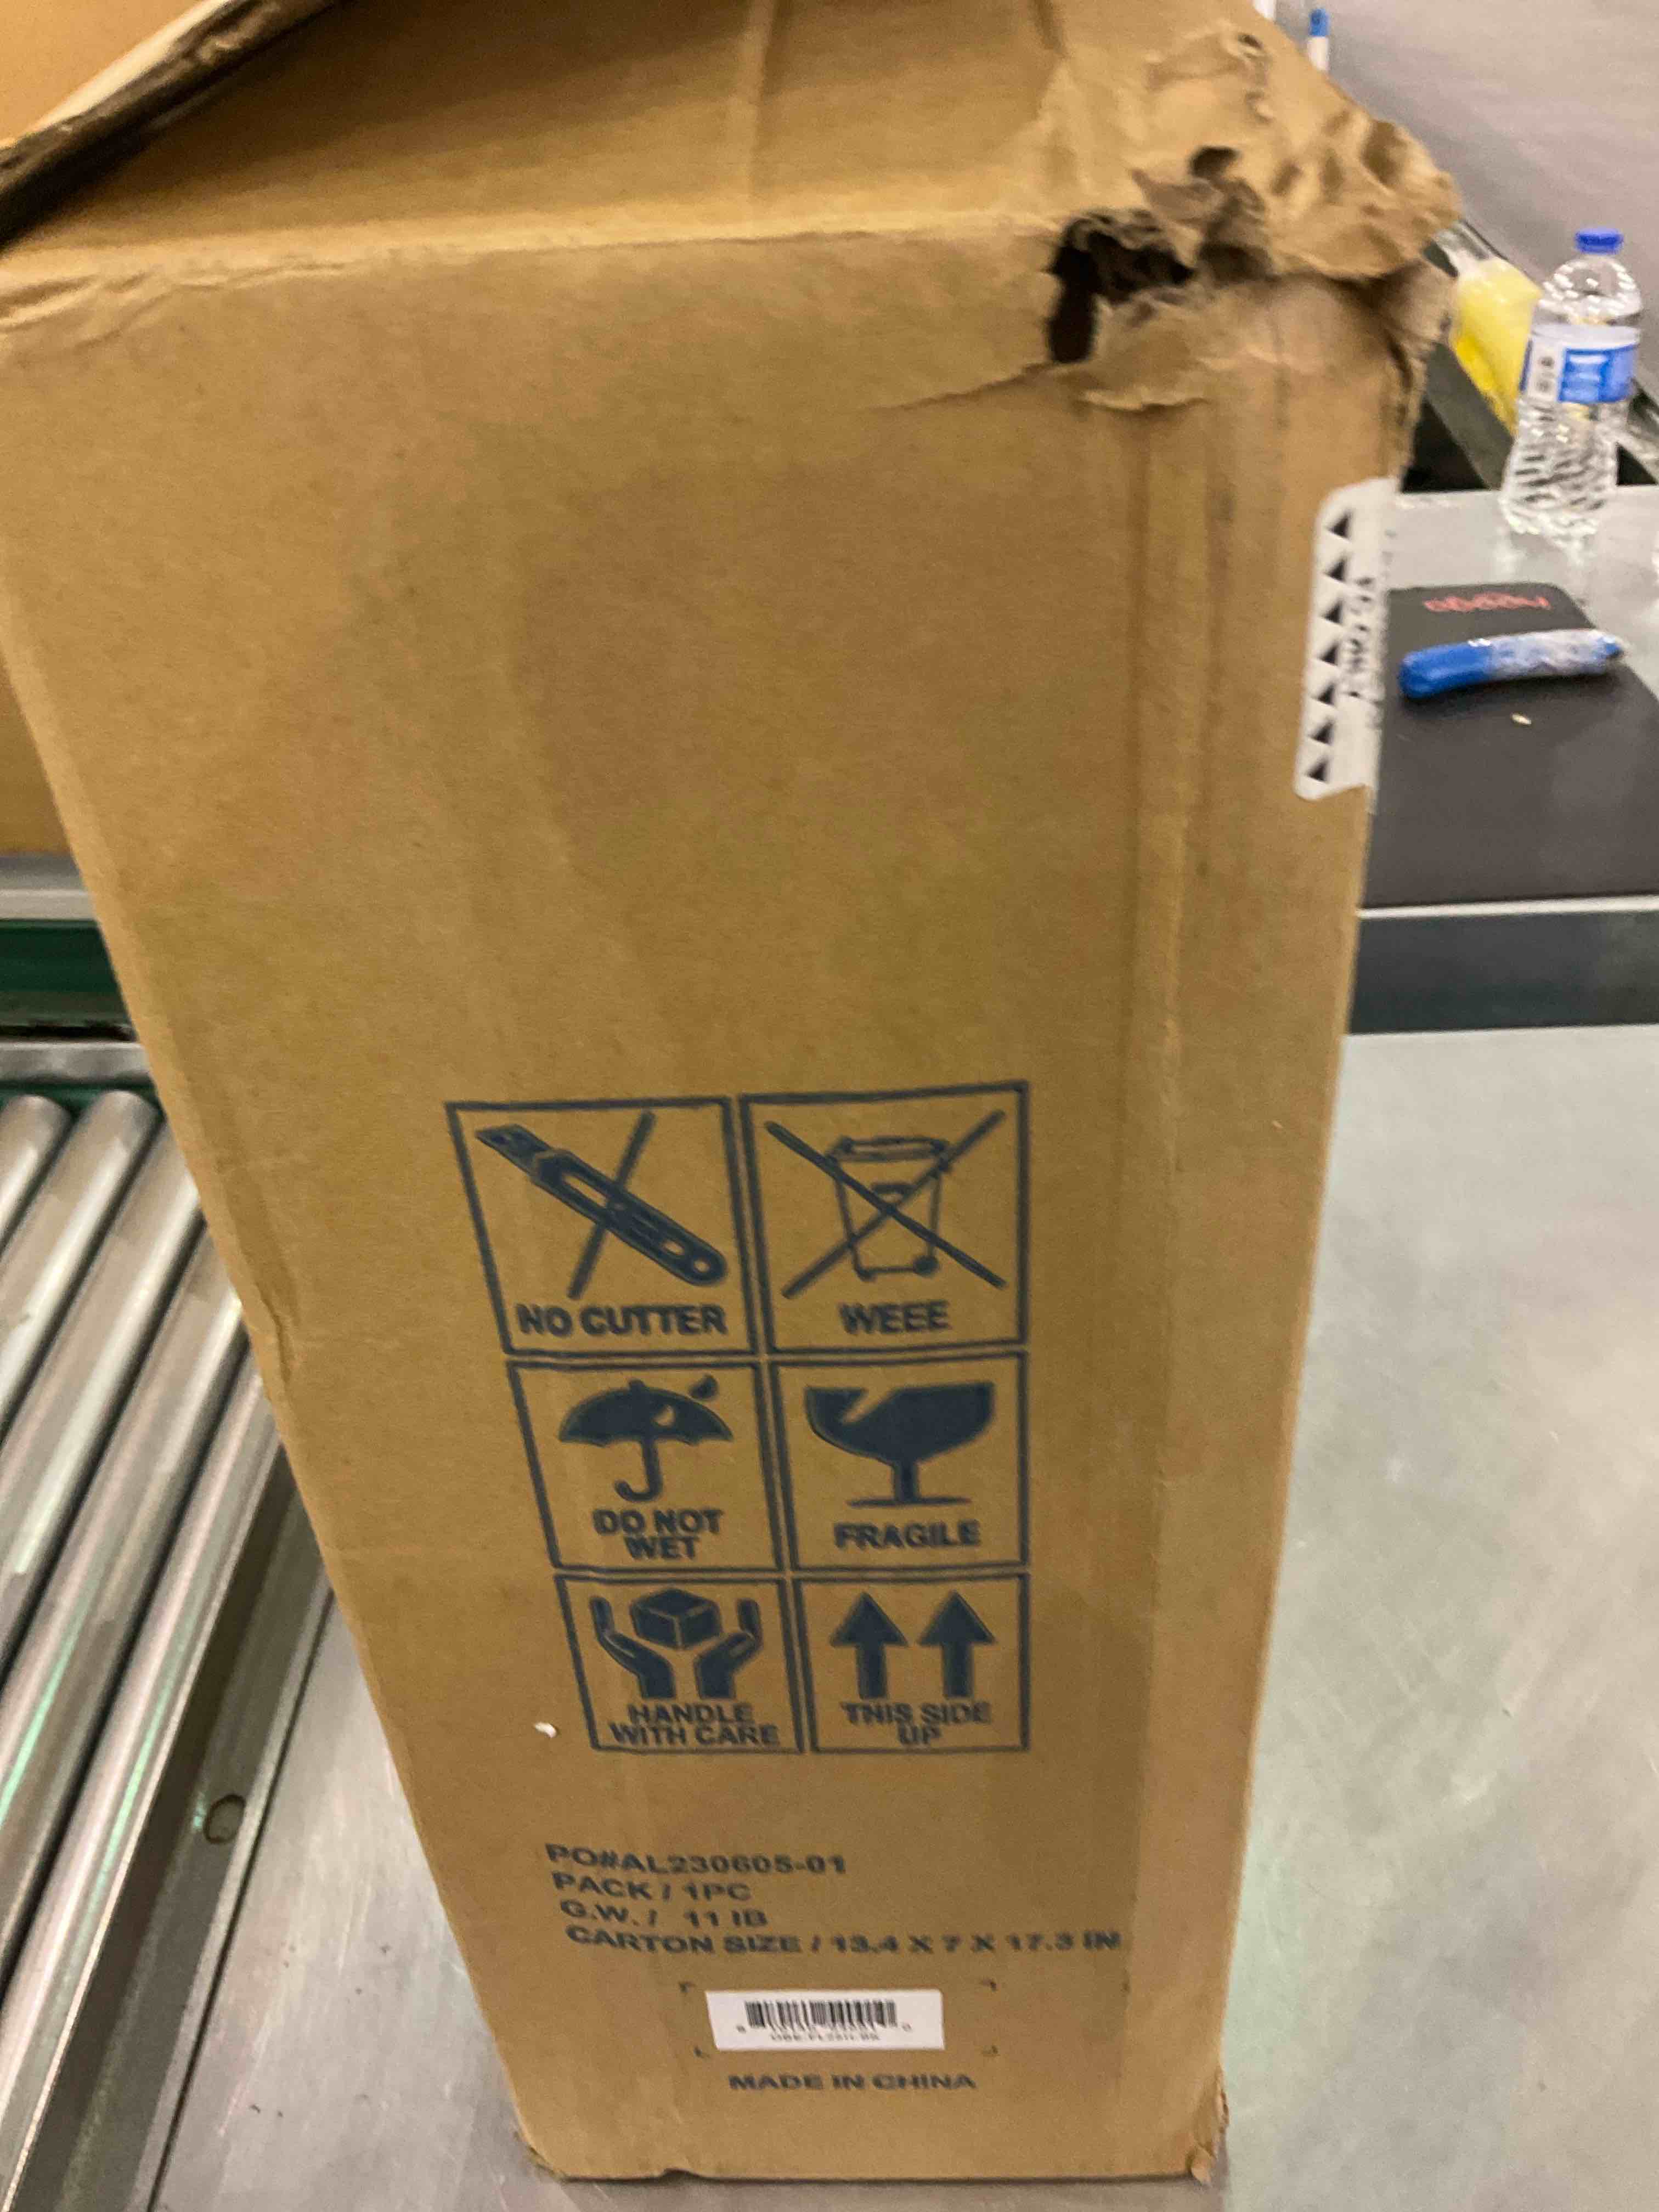 NO CUTTER
WEEE
DO NOT
WET
FRAGILE
HANDLE
WITH CARE
THIS SIDE
UP
PO#AL230605-01
PACK / 1PC
G.W. / 11 IB
CARTON SIZE / 13.4 X 7 X 17.3 IN
MADE IN CHINA